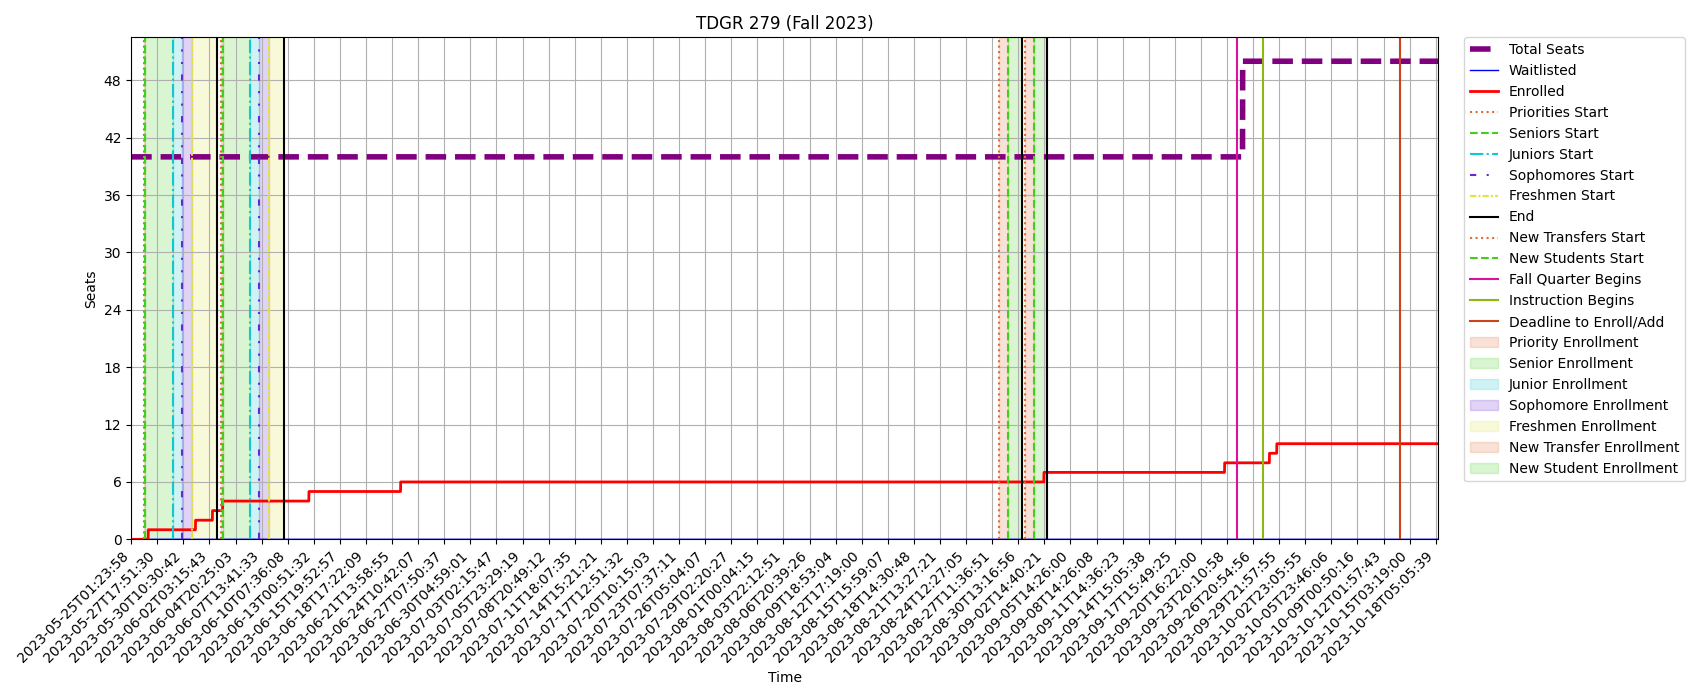 TDGR 279 (Fall 2023)
Seats
48
42
36
30
24
18
12
6
0
2023-05-25T01:23:58
2023-05-27T17:51:30
2023-05-30T10:30:42
2023-06-02T03:15:43
2023-06-04T20:25:03
2023-06-07T13:41:33
2023-06-10T07:36:08
2023-06-13T00:51:32
2023-06-15T19:52:57
2023-06-18T17:22:09
2023-06-21T13:58:55
2023-06-24T10:42:07
2023-06-27T07:50:37
2023-06-30T04:59:01
2023-07-03T02:15:47
2023-07-05T23:29:19
2023-07-08T20:49:12
2023-07-11T18:07:35
2023-07-14T15:21:21
2023-07-17T12:51:32
2023-07-20T10:15:03
2023-07-23T07:37:11
2023-07-26T05:04:07
2023-07-29T02:20:27
2023-08-01T00:04:15
2023-08-03T22:12:51
2023-08-06T20:39:26
2023-08-09T18:53:04
2023-08-12T17:19:00
2023-08-15T15:59:07
2023-08-18T14:30:48
2023-08-21T13:27:21
2023-08-24T12:27:05
2023-08-27T11:36:51
2023-08-30T13:16:56
2023-09-02T14:40:21
2023-09-05T14:26:00
2023-09-08T14:26:08
2023-09-11T14:36:23
2023-09-14T15:05:38
2023-09-17T15:49:25
2023-09-20T16:22:00
2023-09-23T20:10:58
2023-09-26T20:54:56
2023-09-29T21:57:55
2023-10-02T23:05:55
2023-10-05T23:46:06
2023-10-09T00:50:16
2023-10-12T01:57:43
2023-10-15T03:19:00
2023-10-18T05:05:39
Time
Total Seats
Waitlisted
Enrolled
Priorities Start
Seniors Start
Juniors Start
Sophomores Start
Freshmen Start
End
New Transfers Start
New Students Start
Fall Quarter Begins
Instruction Begins
Deadline to Enroll/Add
Priority Enrollment
Senior Enrollment
Junior Enrollment
Sophomore Enrollment
Freshmen Enrollment
New Transfer Enrollment
New Student Enrollment